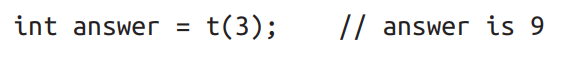 int answer = t(3);    // answer is 9